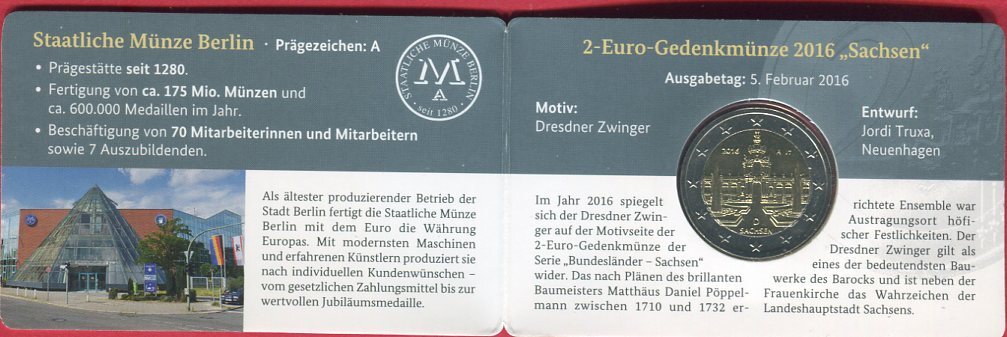 Staatliche Münze Berlin · Prägezeichen: A
• Prägestätte seit 1280.
• Fertigung von ca. 175 Mio. Münzen und
ca. 600.000 Medaillen im Jahr.
• Beschäftigung von 70 Mitarbeiterinnen und Mitarbeitern
sowie 7 Auszubildenden.
STAATLICHE MÜNZE BERLIN
M
A
· seit 1280 ·
Als ältester produzierender Betrieb der
Stadt Berlin fertigt die Staatliche Münze
Berlin mit dem Euro die Währung
Europas. Mit modernsten Maschinen
und erfahrenen Künstlern produziert sie
nach individuellen Kundenwünschen –
vom gesetzlichen Zahlungsmittel bis zur
wertvollen Jubiläumsmedaille.
2-Euro-Gedenkmünze 2016 „Sachsen“
Ausgabetag: 5. Februar 2016
Motiv:
Dresdner Zwinger
Entwurf:
Jordi Truxa,
Neuenhagen
2016
A
D
SACHSEN
Im Jahr 2016 spiegelt
sich der Dresdner Zwin-
ger auf der Motivseite der
2-Euro-Gedenkmünze der
Serie „Bundesländer – Sachsen“
wider. Das nach Plänen des brillanten
Baumeisters Matthäus Daniel Pöppel-
mann zwischen 1710 und 1732 er-
richtete Ensemble war
Austragungsort höfi-
scher Festlichkeiten. Der
Dresdner Zwinger gilt als
eines der bedeutendsten Bau-
werke des Barocks und ist neben der
Frauenkirche das Wahrzeichen der
Landeshauptstadt Sachsens.